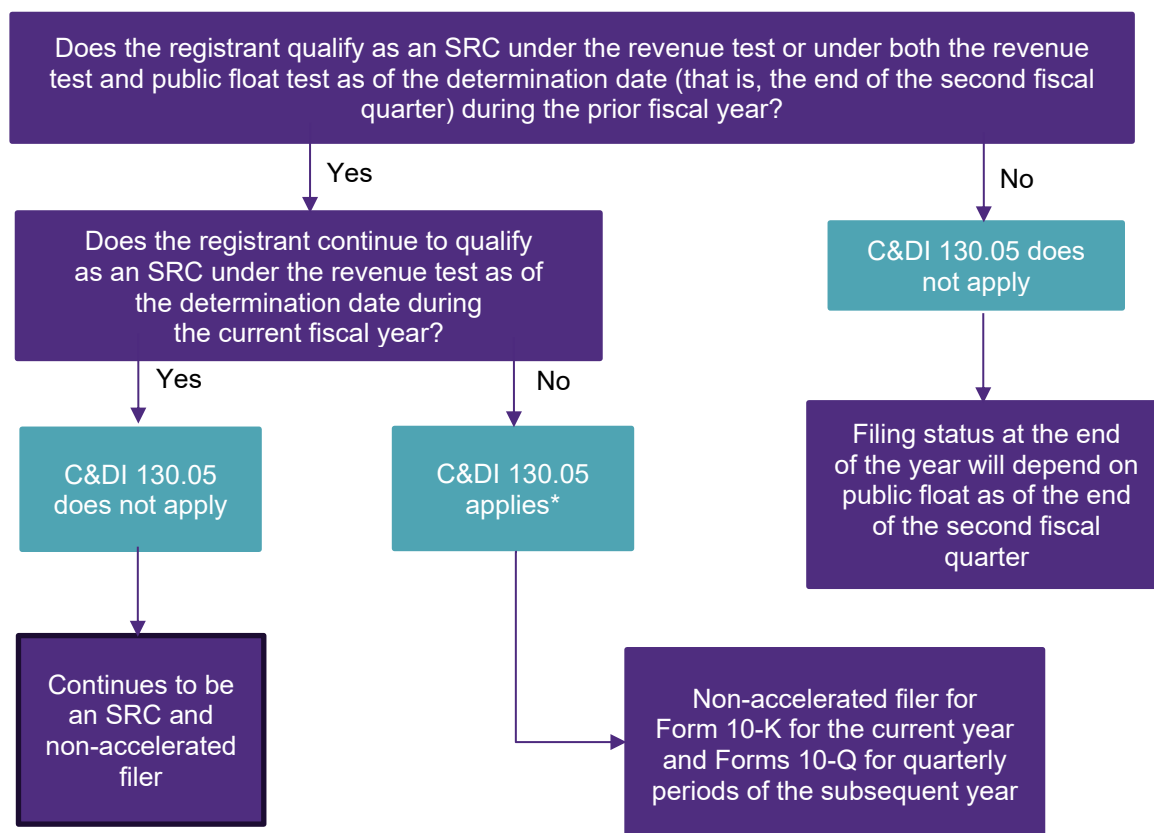 Does the registrant qualify as an SRC under the revenue test or under both the revenue
test and public float test as of the determination date (that is, the end of the second fiscal
quarter) during the prior fiscal year?
Yes
No
Does the registrant continue to qualify
as an SRC under the revenue test as of
the determination date during
the current fiscal year?
C&DI 130.05 does
not apply
Yes
No
C&DI 130.05
does not apply
C&DI 130.05
applies*
Filing status at the end
of the year will depend on
public float as of the end
of the second fiscal
quarter
Continues to be
an SRC and
non-accelerated
filer
Non-accelerated filer for
Form 10-K for the current year
and Forms 10-Q for quarterly
periods of the subsequent year